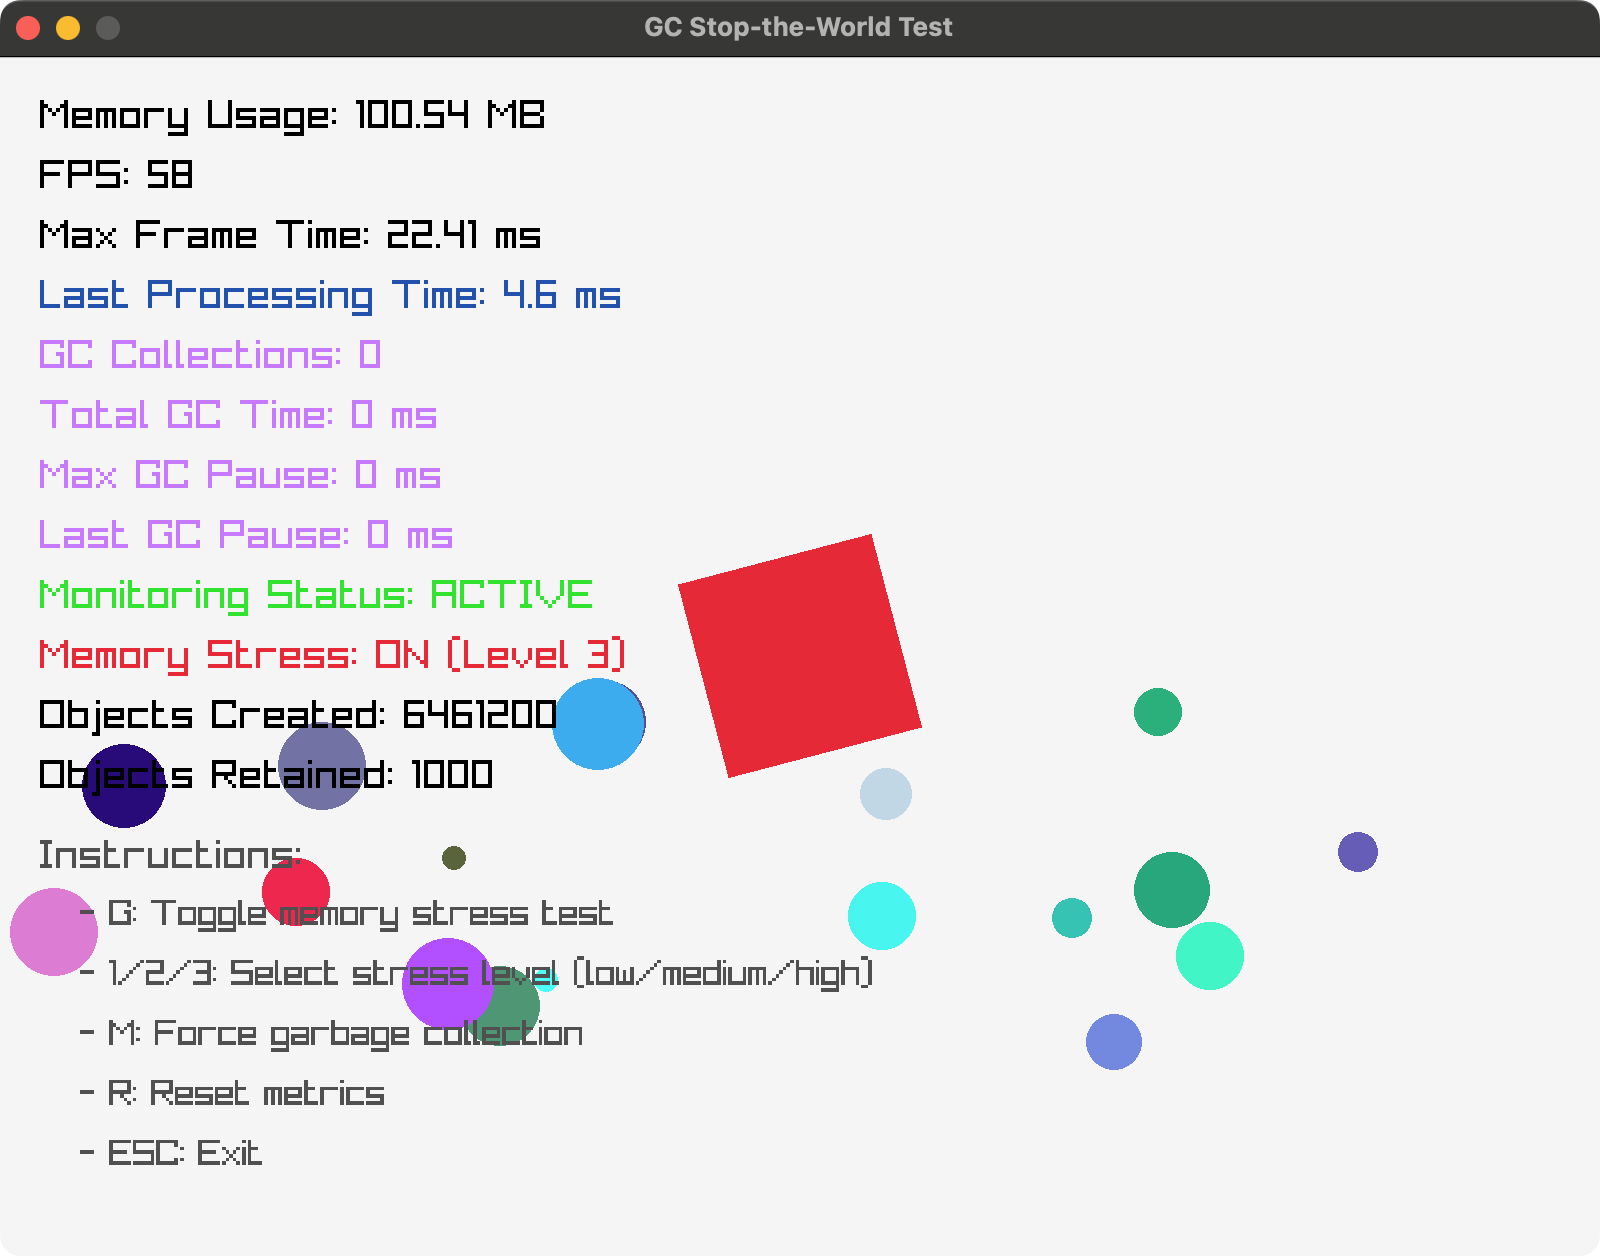 GC Stop-the-World Test
Memory Usage: 100.54 MB
FPS: 58
Max Frame Time: 22.41 ms
Last Processing Time: 4.6 ms
GC Collections: 0
Total GC Time: 0 ms
Max GC Pause: 0 ms
Last GC Pause: 0 ms
Monitoring Status: ACTIVE
Memory Stress: ON (Level 3)
Objects Created: 6461200
Objects Retained: 1000
Instructions:
- G: Toggle memory stress test
- 1/2/3: Select stress level (low/medium/high)
- M: Force garbage collection
- R: Reset metrics
- ESC: Exit